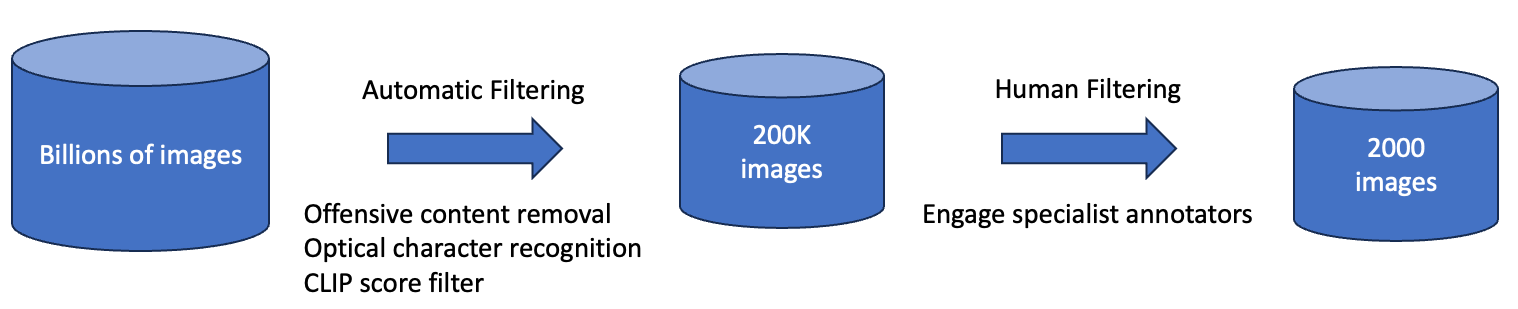 Billions of images
Automatic Filtering
Offensive content removal
Optical character recognition
CLIP score filter
200K
images
Human Filtering
Engage specialist annotators
2000
images